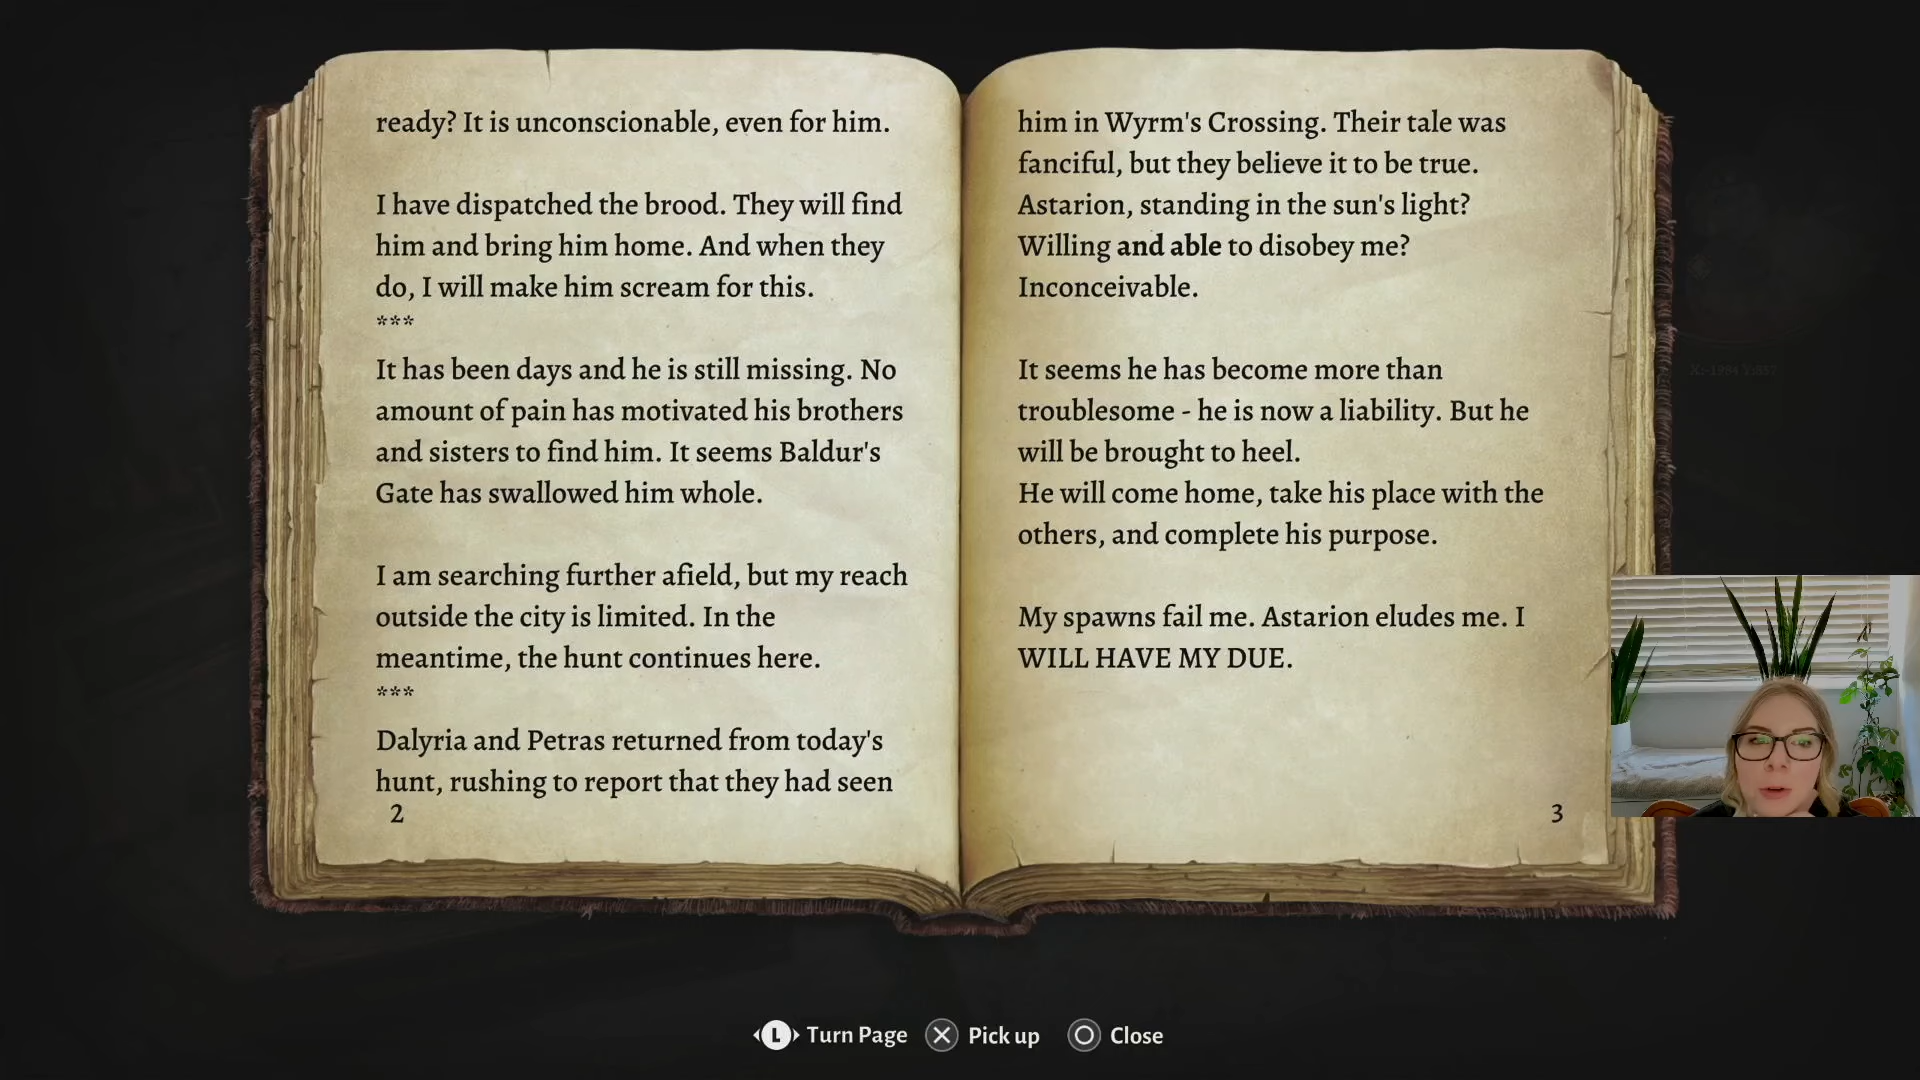 ready? It is unconscionable, even for him.
I have dispatched the brood. They will find
him and bring him home. And when they
do, I will make him scream for this.
***
It has been days and he is still missing. No
amount of pain has motivated his brothers
and sisters to find him. It seems Baldur's
Gate has swallowed him whole.
I am searching further afield, but my reach
outside the city is limited. In the
meantime, the hunt continues here.
***
Dalyria and Petras returned from today's
hunt, rushing to report that they had seen
2
him in Wyrm's Crossing. Their tale was
fanciful, but they believe it to be true.
Astarion, standing in the sun's light?
Willing and able to disobey me?
Inconceivable.
It seems he has become more than
troublesome - he is now a liability. But he
will be brought to heel.
He will come home, take his place with the
others, and complete his purpose.
My spawns fail me. Astarion eludes me. I
WILL HAVE MY DUE.
3
X:-1984 Y:837
L Turn Page Pick up Close